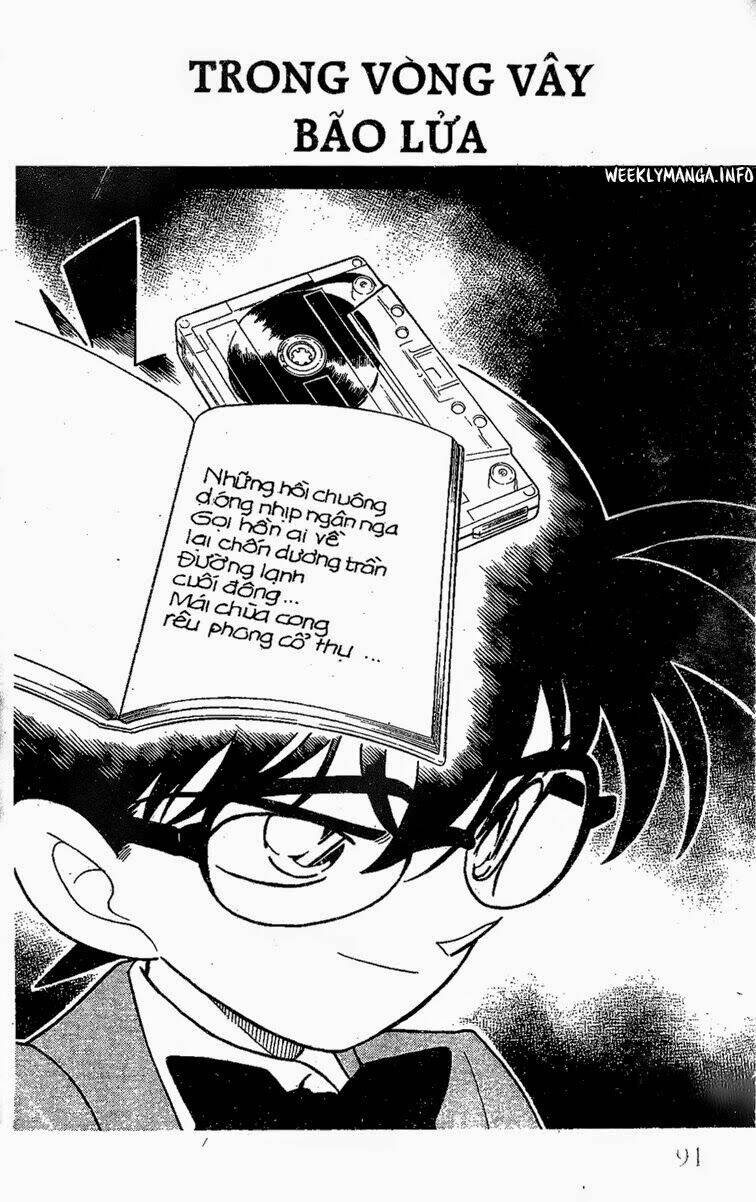 TRONG VÒNG VÂY
BÃO LỬA
WEEKLYMANGA.INFO
Những hồi chuông
dóng nhịp ngân nga
Gọi hồn ai về
lại chốn dương trần
Đường lạnh
cuối đông...
Mái chùa cong
rêu phong cổ thụ ...
91